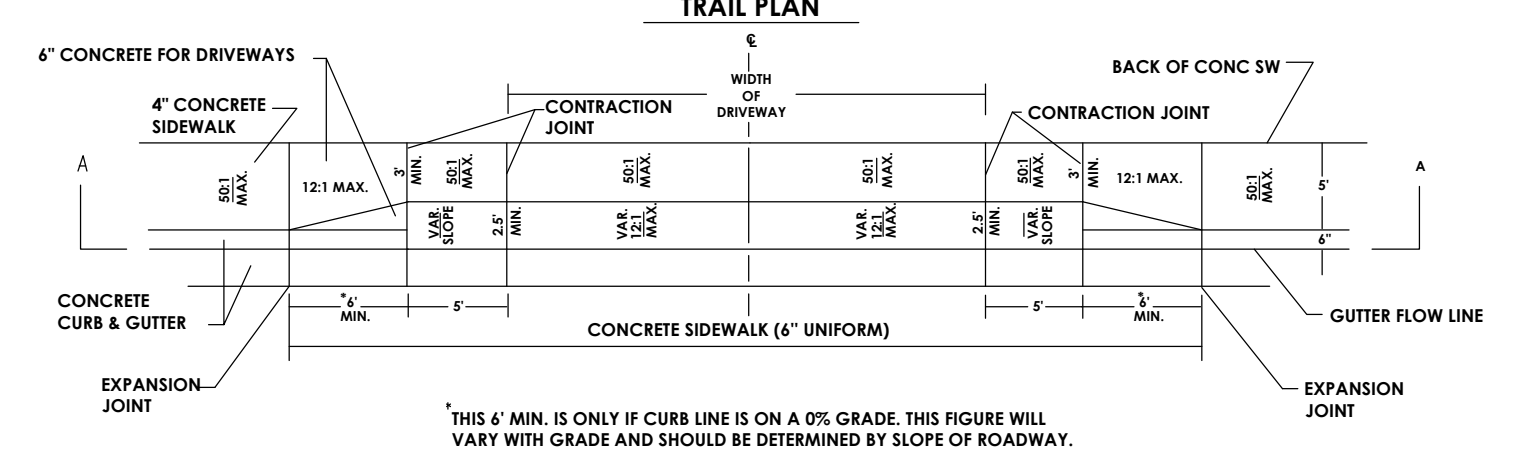 TRAIL PLAN
℄
6" CONCRETE FOR DRIVEWAYS
WIDTH
OF
DRIVEWAY
BACK OF CONC SW
4" CONCRETE
SIDEWALK
CONTRACTION
JOINT
CONTRACTION JOINT
A
A
50:1
MAX.
12:1 MAX.
3'
MIN.
50:1
MAX.
50:1
MAX.
50:1
MAX.
50:1
MAX.
3'
MIN.
12:1 MAX.
50:1
MAX.
5'
VAR.
SLOPE
2.5'
MIN.
VAR.
12:1
MAX.
VAR.
12:1
MAX.
2.5'
MIN.
VAR.
SLOPE
6"
CONCRETE
CURB & GUTTER
*6'
MIN.
5'
5'
*6'
MIN.
GUTTER FLOW LINE
CONCRETE SIDEWALK (6" UNIFORM)
EXPANSION
JOINT
EXPANSION
JOINT
*THIS 6' MIN. IS ONLY IF CURB LINE IS ON A 0% GRADE. THIS FIGURE WILL
VARY WITH GRADE AND SHOULD BE DETERMINED BY SLOPE OF ROADWAY.